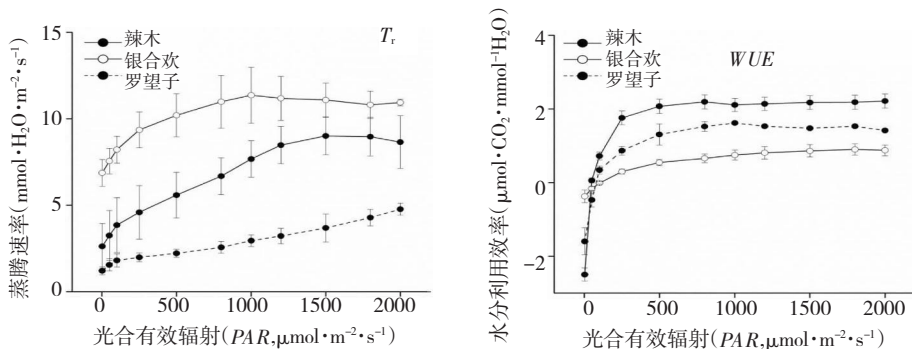 15
10
5
0
辣木
银合欢
罗望子
Tr
蒸腾速率(mmol·H2O·m⁻²·s⁻¹)
0 500 1000 1500 2000
光合有效辐射(PAR,μmol·m⁻²·s⁻¹)
4
2
0
−2
辣木
银合欢
罗望子
WUE
水分利用效率(μmol·CO2·mmol⁻¹H2O)
0 500 1000 1500 2000
光合有效辐射(PAR,μmol·m⁻²·s⁻¹)